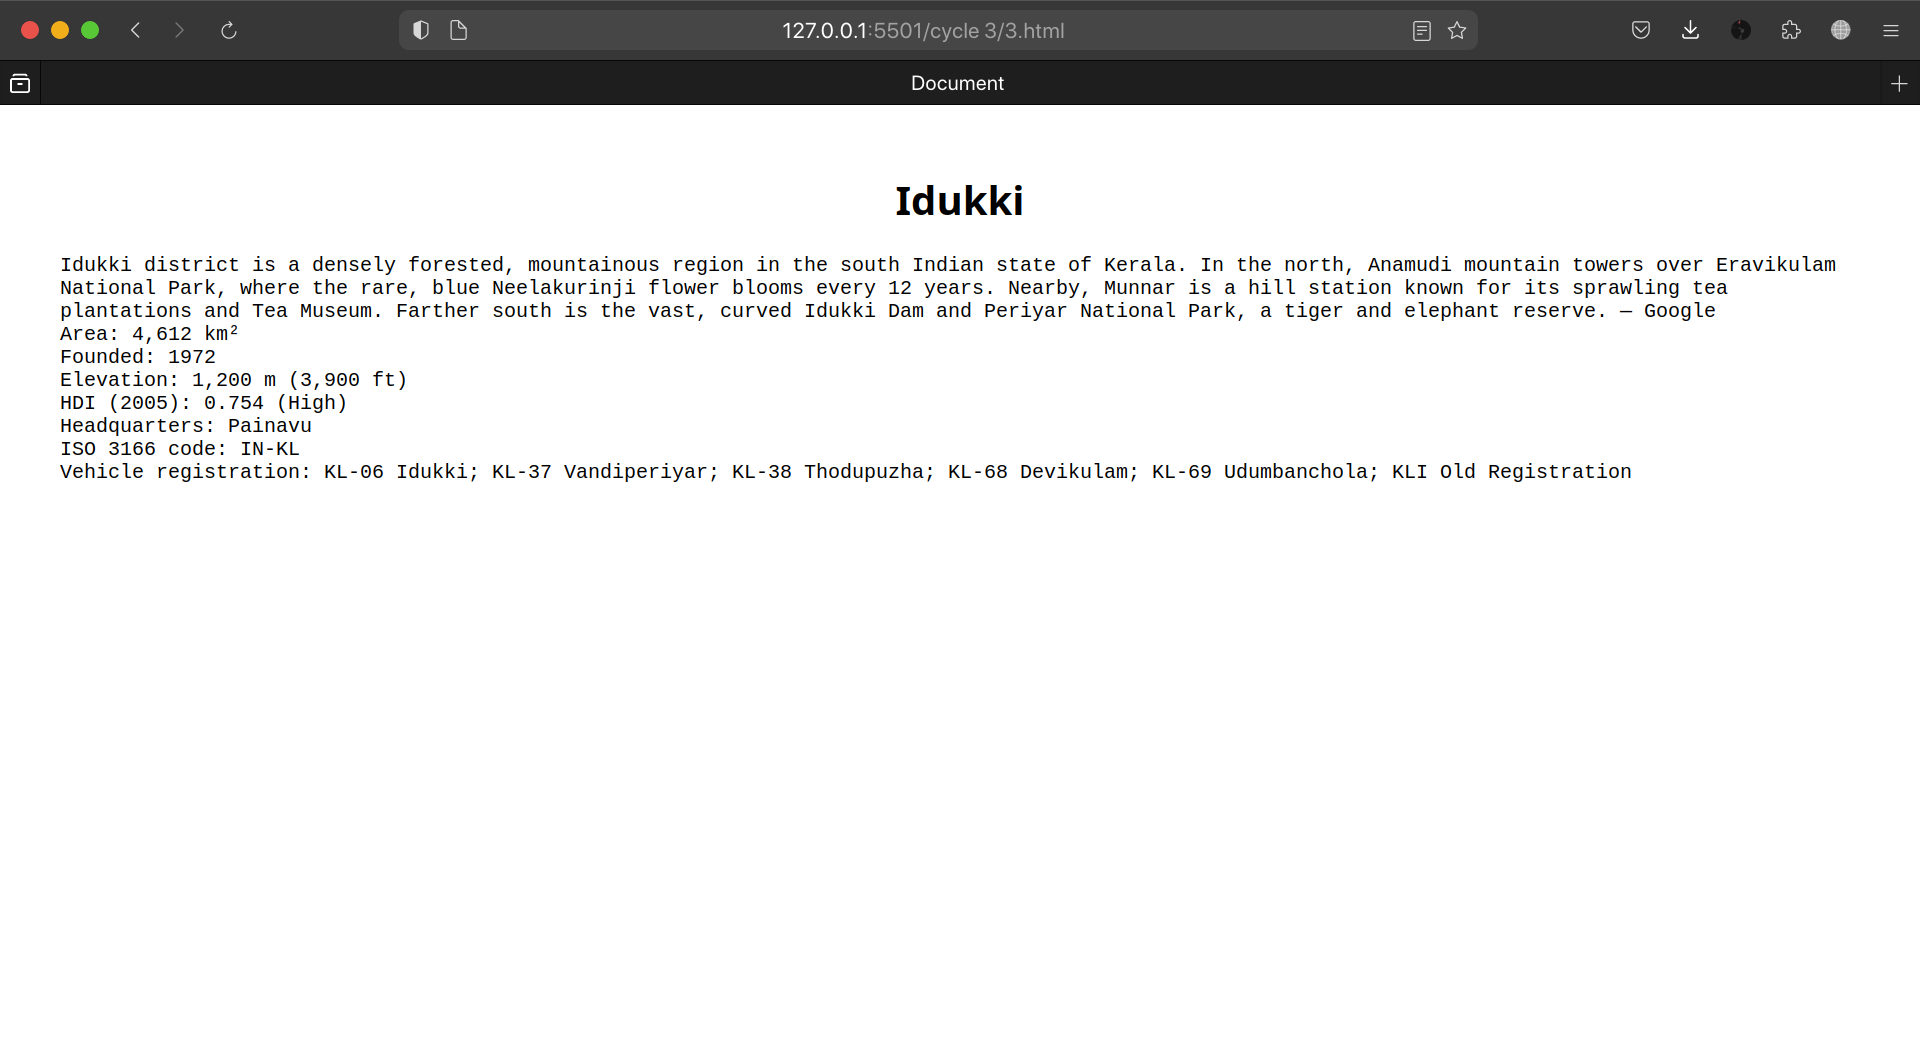 127.0.0.1:5501/cycle 3/3.html
Document
Idukki
Idukki district is a densely forested, mountainous region in the south Indian state of Kerala. In the north, Anamudi mountain towers over Eravikulam
National Park, where the rare, blue Neelakurinji flower blooms every 12 years. Nearby, Munnar is a hill station known for its sprawling tea
plantations and Tea Museum. Farther south is the vast, curved Idukki Dam and Periyar National Park, a tiger and elephant reserve. — Google
Area: 4,612 km²
Founded: 1972
Elevation: 1,200 m (3,900 ft)
HDI (2005): 0.754 (High)
Headquarters: Painavu
ISO 3166 code: IN-KL
Vehicle registration: KL-06 Idukki; KL-37 Vandiperiyar; KL-38 Thodupuzha; KL-68 Devikulam; KL-69 Udumbanchola; KLI Old Registration